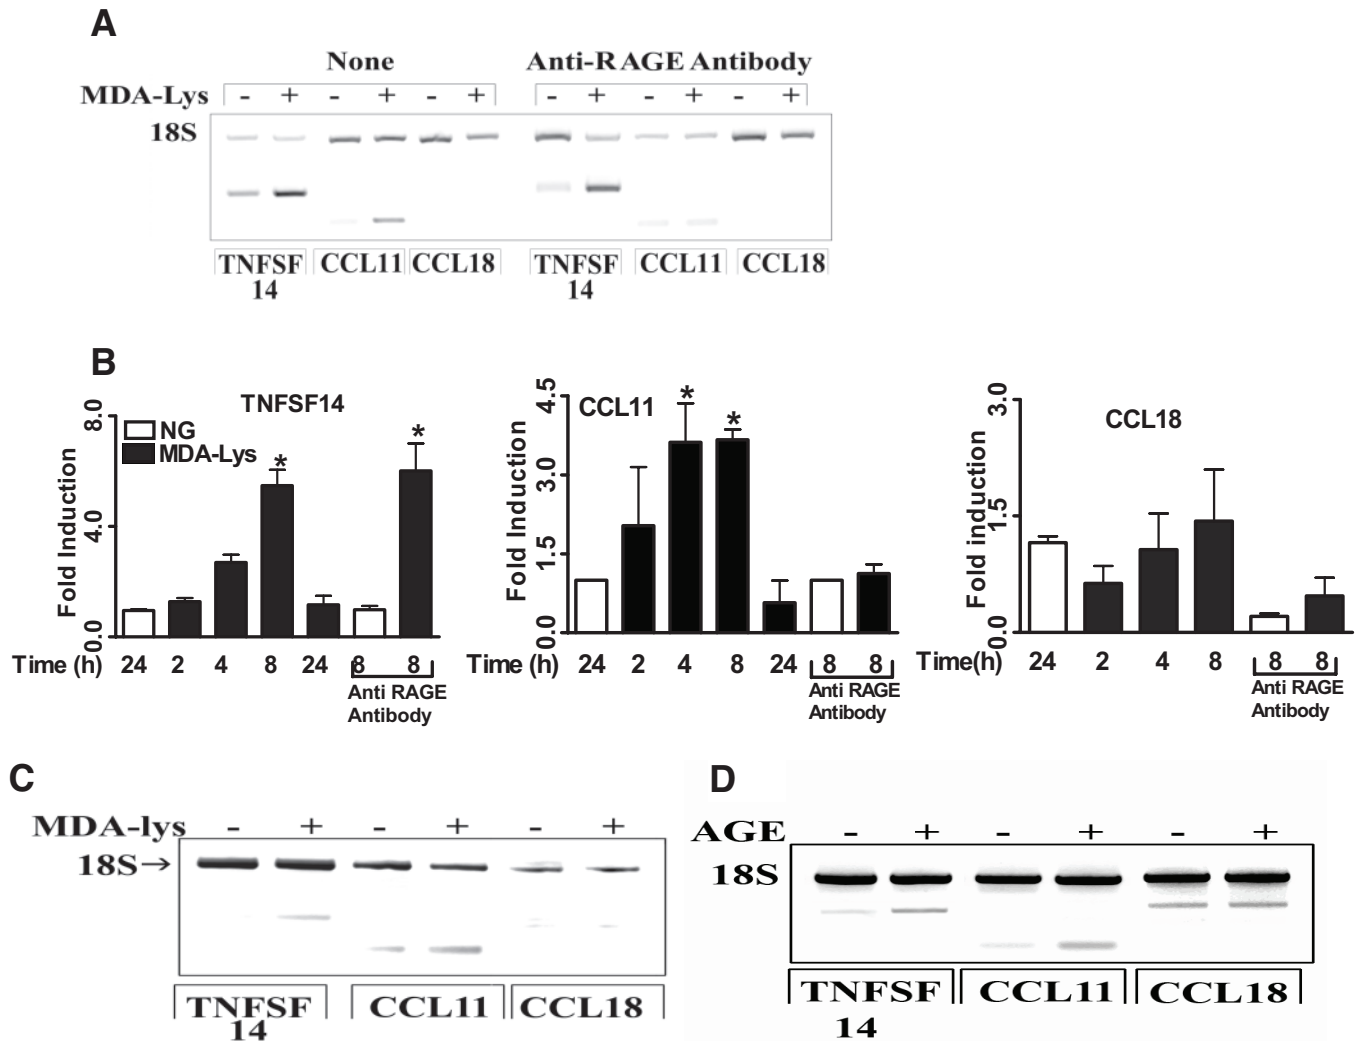 A
None Anti-RAGE Antibody
MDA-Lys - + - + - + - + - + - +
18S
TNFSF 14 CCL11 CCL18 TNFSF 14 CCL11 CCL18
B
TNFSF14
NG
MDA-Lys
Fold Induction
8.0
4.0
0.0
* *
Time (h) 24 2 4 8 24 8 8
Anti RAGE
Antibody
CCL11
Fold Induction
4.5
3.0
1.5
0.0
* *
Time (h) 24 2 4 8 24 8 8
Anti RAGE
Antibody
CCL18
Fold induction
3.0
1.5
0.0
Time(h) 24 2 4 8 8 8
Anti RAGE
Antibody
C
MDA-lys - + - + - +
18S→
TNFSF 14 CCL11 CCL18
D
AGE - + - + - +
18S
TNFSF 14 CCL11 CCL18